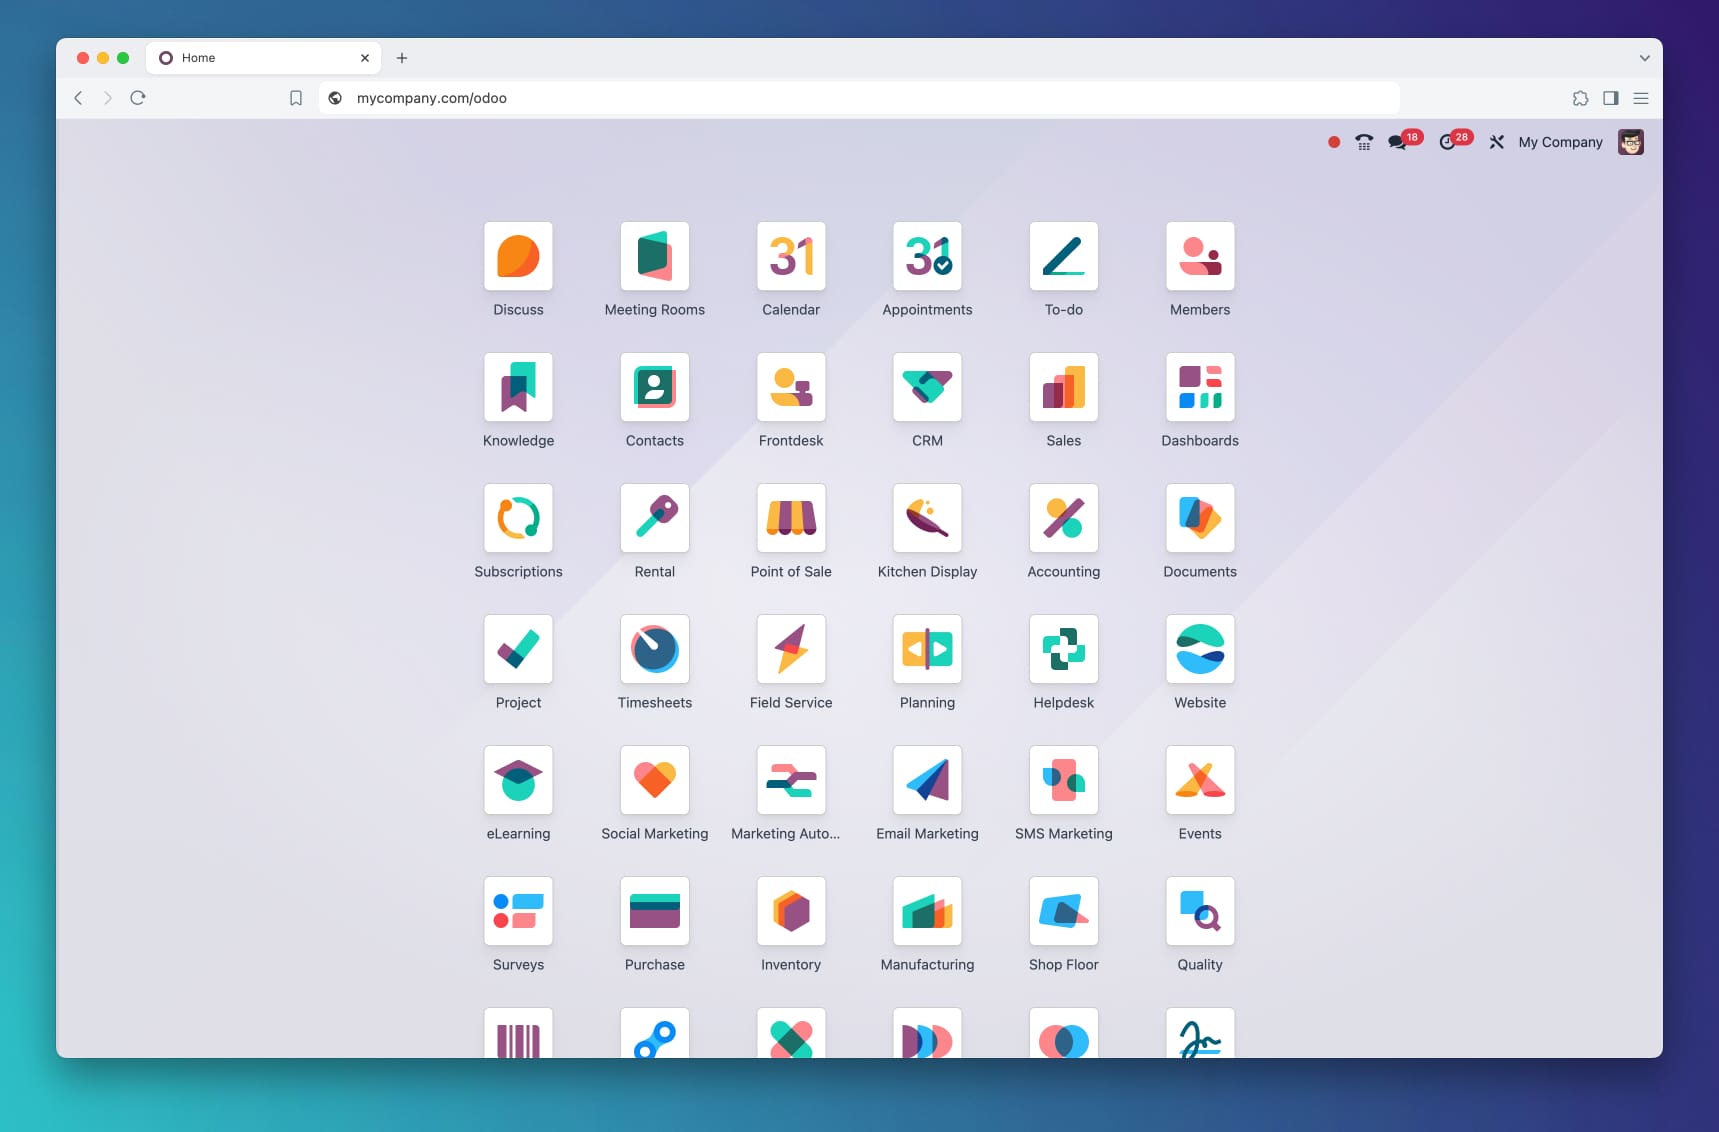 Home
mycompany.com/odoo
18
28
My Company
31
31
Discuss
Meeting Rooms
Calendar
Appointments
To-do
Members
Knowledge
Contacts
Frontdesk
CRM
Sales
Dashboards
Subscriptions
Rental
Point of Sale
Kitchen Display
Accounting
Documents
Project
Timesheets
Field Service
Planning
Helpdesk
Website
eLearning
Social Marketing
Marketing Auto...
Email Marketing
SMS Marketing
Events
Surveys
Purchase
Inventory
Manufacturing
Shop Floor
Quality